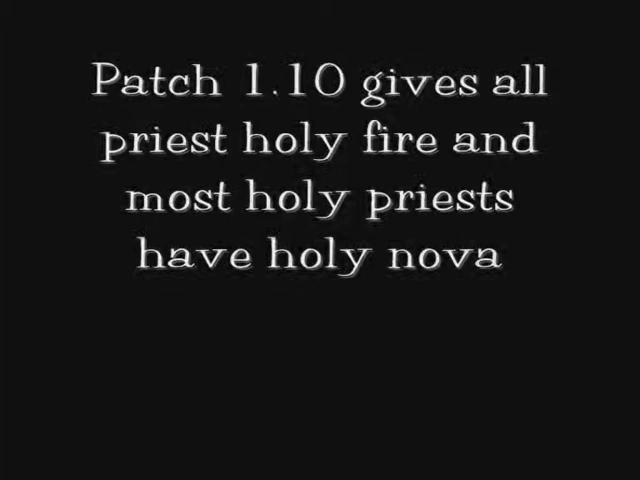 Patch 1.10 gives all
priest holy fire and
most holy priests
have holy nova